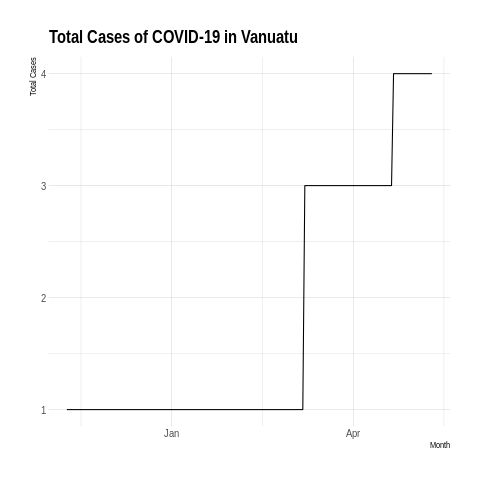 Total Cases of COVID-19 in Vanuatu
Total Cases
4
3
2
1
Jan
Apr
Month